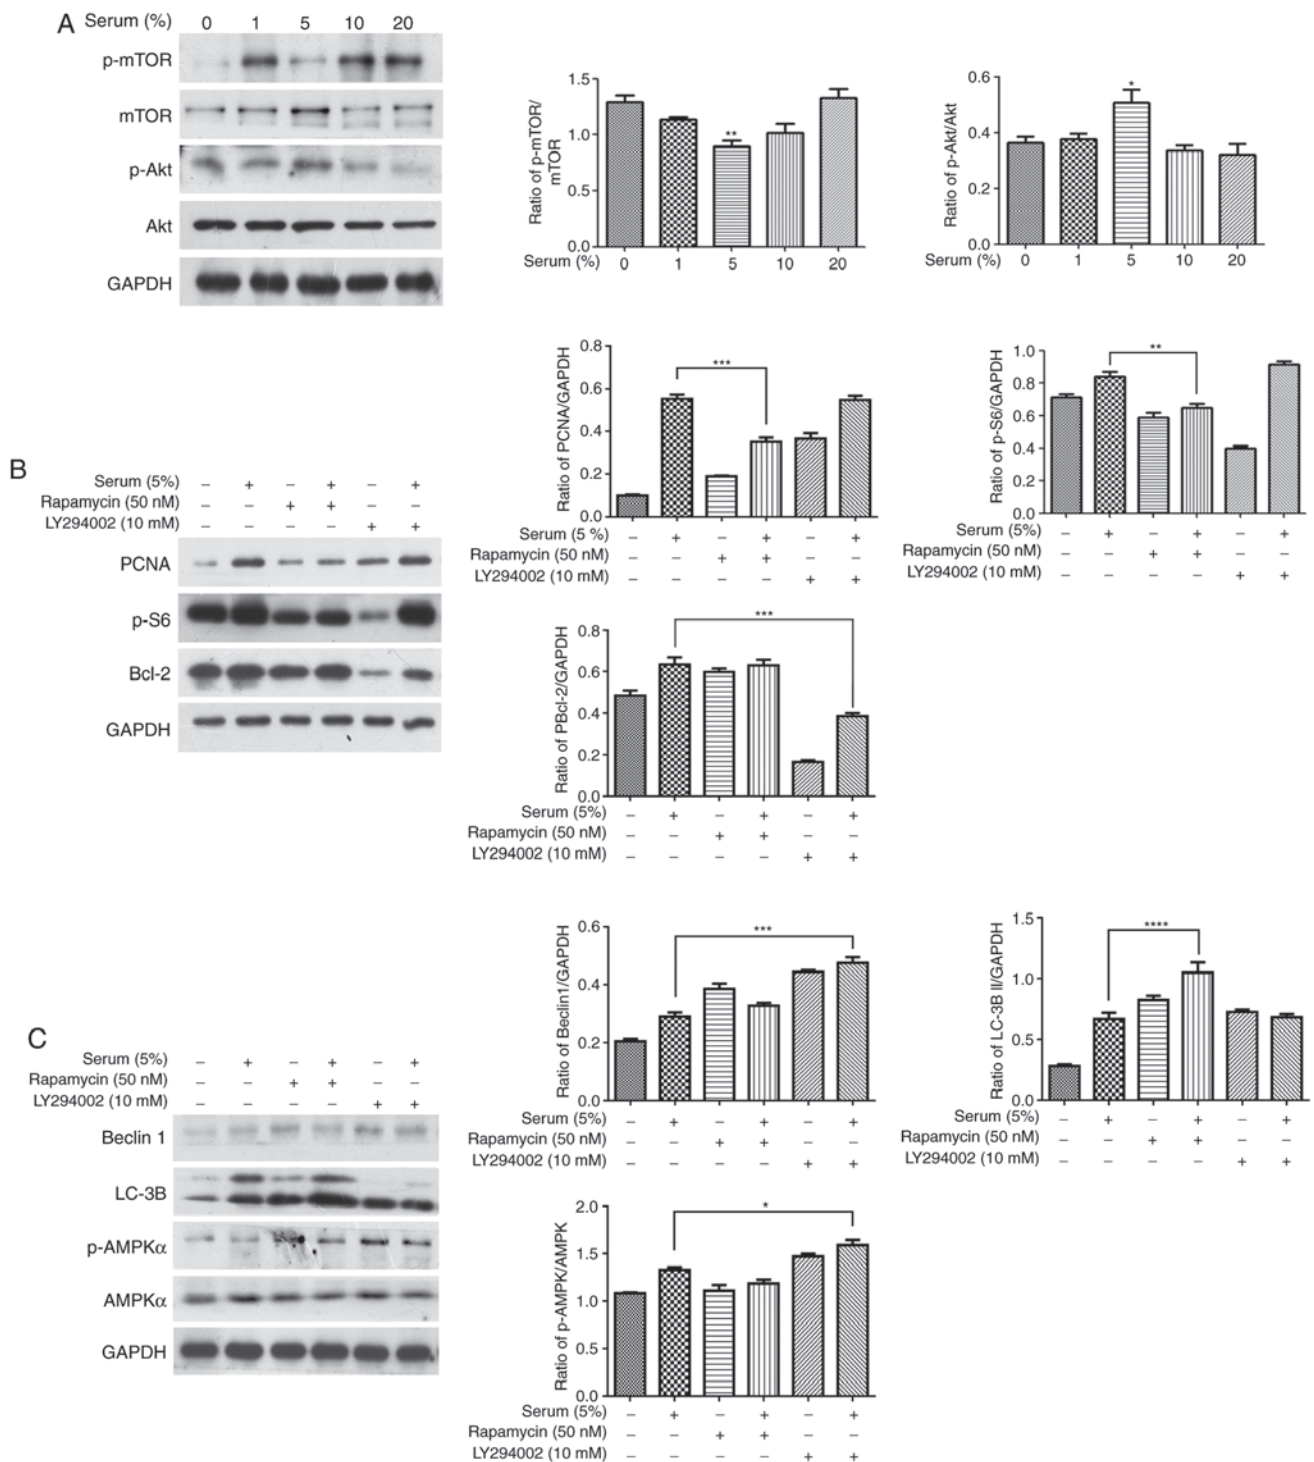 A
Serum (%) 0 1 5 10 20
p-mTOR
mTOR
p-Akt
Akt
GAPDH
Ratio of p-mTOR/
mTOR
1.5
1.0
0.5
0.0
**
Serum (%) 0 1 5 10 20
Ratio of p-Akt/Akt
0.6
0.4
0.2
0.0
*
Serum (%) 0 1 5 10 20
B
Serum (5%) – + – + – +
Rapamycin (50 nM) – – + + – –
LY294002 (10 mM) – – – – + +
PCNA
p-S6
Bcl-2
GAPDH
Ratio of PCNA/GAPDH
0.8
0.6
0.4
0.2
0.0
***
Serum (5 %) – + – + – +
Rapamycin (50 nM) – – + + – –
LY294002 (10 mM) – – – – + +
Ratio of p-S6/GAPDH
1.0
0.8
0.6
0.4
0.2
0.0
**
Serum (5%) – + – + – +
Rapamycin (50 nM) – – + + – –
LY294002 (10 mM) – – – – + +
Ratio of PBcl-2/GAPDH
0.8
0.6
0.4
0.2
0.0
***
Serum (5%) – + – + – +
Rapamycin (50 nM) – – + + – –
LY294002 (10 mM) – – – – + +
C
Serum (5%) – + – + – +
Rapamycin (50 nM) – – + + – –
LY294002 (10 mM) – – – – + +
Beclin 1
LC-3B
p-AMPKα
AMPKα
GAPDH
Ratio of Beclin1/GAPDH
0.6
0.4
0.2
0.0
***
Serum (5%) – + – + – +
Rapamycin (50 nM) – – + + – –
LY294002 (10 mM) – – – – + +
Ratio of LC-3B II/GAPDH
1.5
1.0
0.5
0.0
****
Serum (5%) – + – + – +
Rapamycin (50 nM) – – + + – –
LY294002 (10 mM) – – – – + +
Ratio of p-AMPK/AMPK
2.0
1.5
1.0
0.5
0.0
*
Serum (5%) – + – + – +
Rapamycin (50 nM) – – + + – –
LY294002 (10 mM) – – – – + +